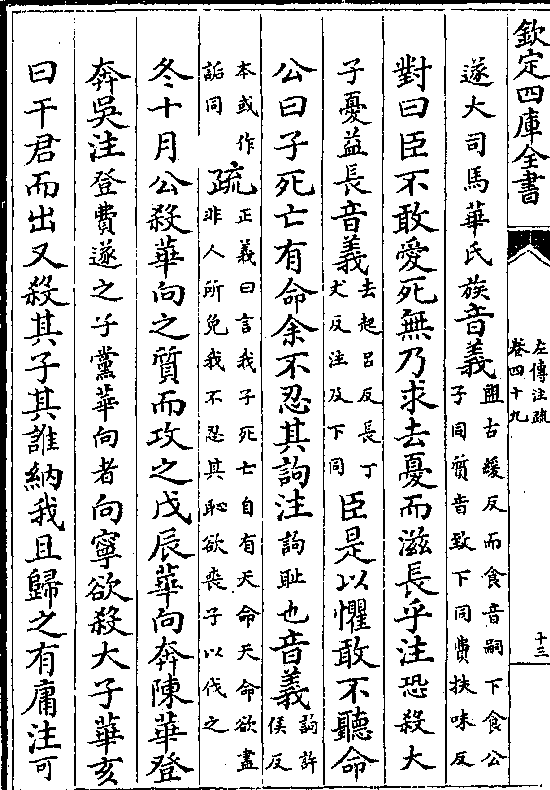 欽定四庫全書
左傳注疏
卷四十九
十三
遂大司馬華氏族音義盥古緩反而食音嗣下食公
子同質音致下同費扶味反
對曰臣不敢愛死無乃求去憂而滋長乎注恐殺大
子憂益長音義去起呂反長丁
丈反注及下同臣是以懼敢不聽命
公曰子死亡有命余不忍其訽注訽耻也音義訽許
侯反
本或作
詬同疏正義曰言我子死亡自有天命天命欲盡
非人所免我不忍其恥欲喪子以伐之
冬十月公殺華向之質而攻之戊辰華向奔陳華登
奔吳注登費遂之子黨華向者向寧欲殺大子華亥
曰干君而出又殺其子其誰納我且歸之有庸注可